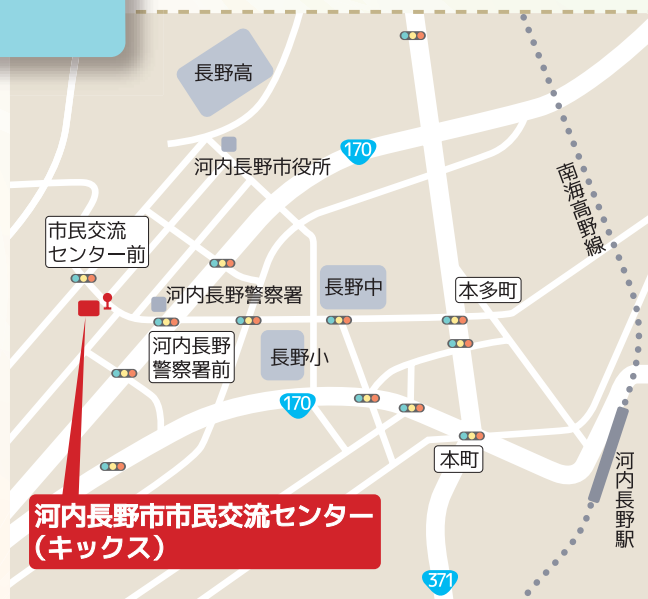 長野高
170
河内長野市役所
南海高野線
市民交流
センター前
河内長野警察署
長野中
本多町
河内長野
警察署前
長野小
170
本町
河内長野駅
河内長野市市民交流センター
（キックス）
371